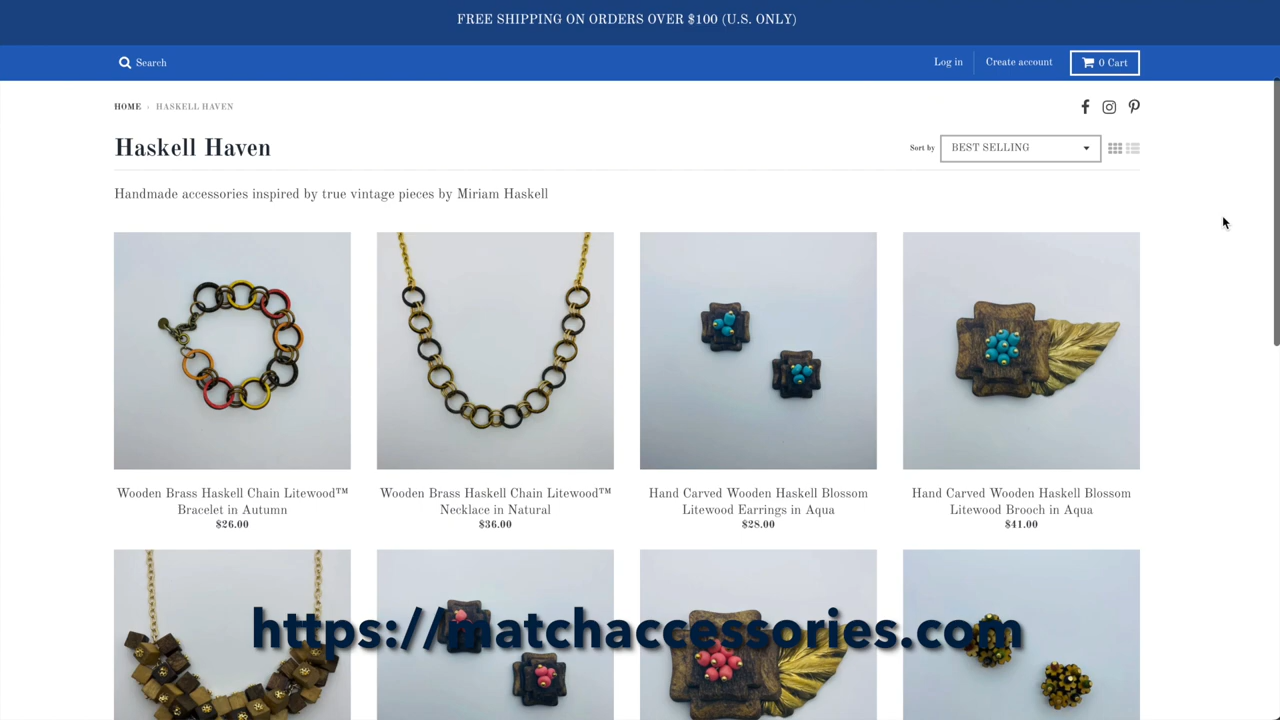 FREE SHIPPING ON ORDERS OVER $100 (U.S. ONLY)
Search
Log in
Create account
0 Cart
HOME › HASKELL HAVEN
Haskell Haven
Sort by
BEST SELLING
Handmade accessories inspired by true vintage pieces by Miriam Haskell
Wooden Brass Haskell Chain Litewood™
Bracelet in Autumn
$26.00
Wooden Brass Haskell Chain Litewood™
Necklace in Natural
$36.00
Hand Carved Wooden Haskell Blossom
Litewood Earrings in Aqua
$28.00
Hand Carved Wooden Haskell Blossom
Litewood Brooch in Aqua
$41.00
https://matchaccessories.com